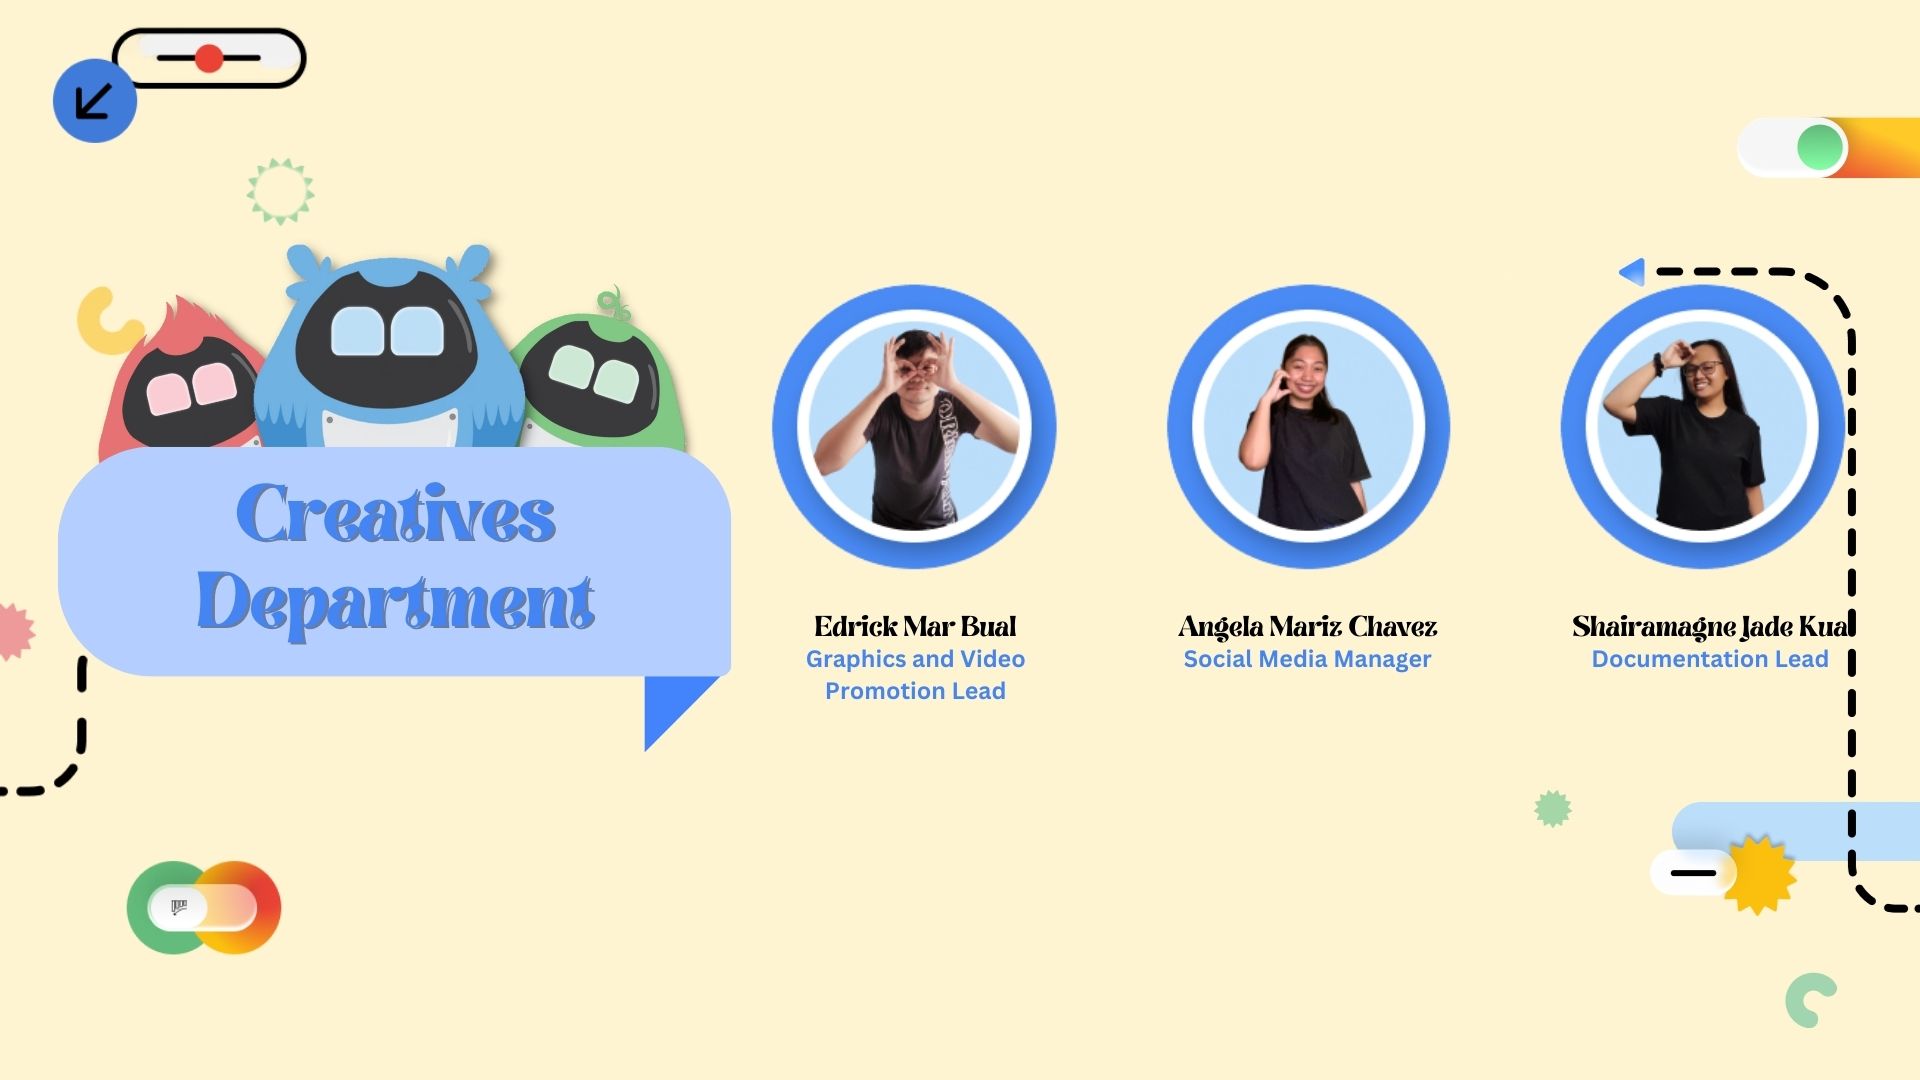 Creatives
Department
Edrick Mar Bual
Graphics and Video
Promotion Lead
Angela Mariz Chavez
Social Media Manager
Shairamagne Jade Kua
Documentation Lead